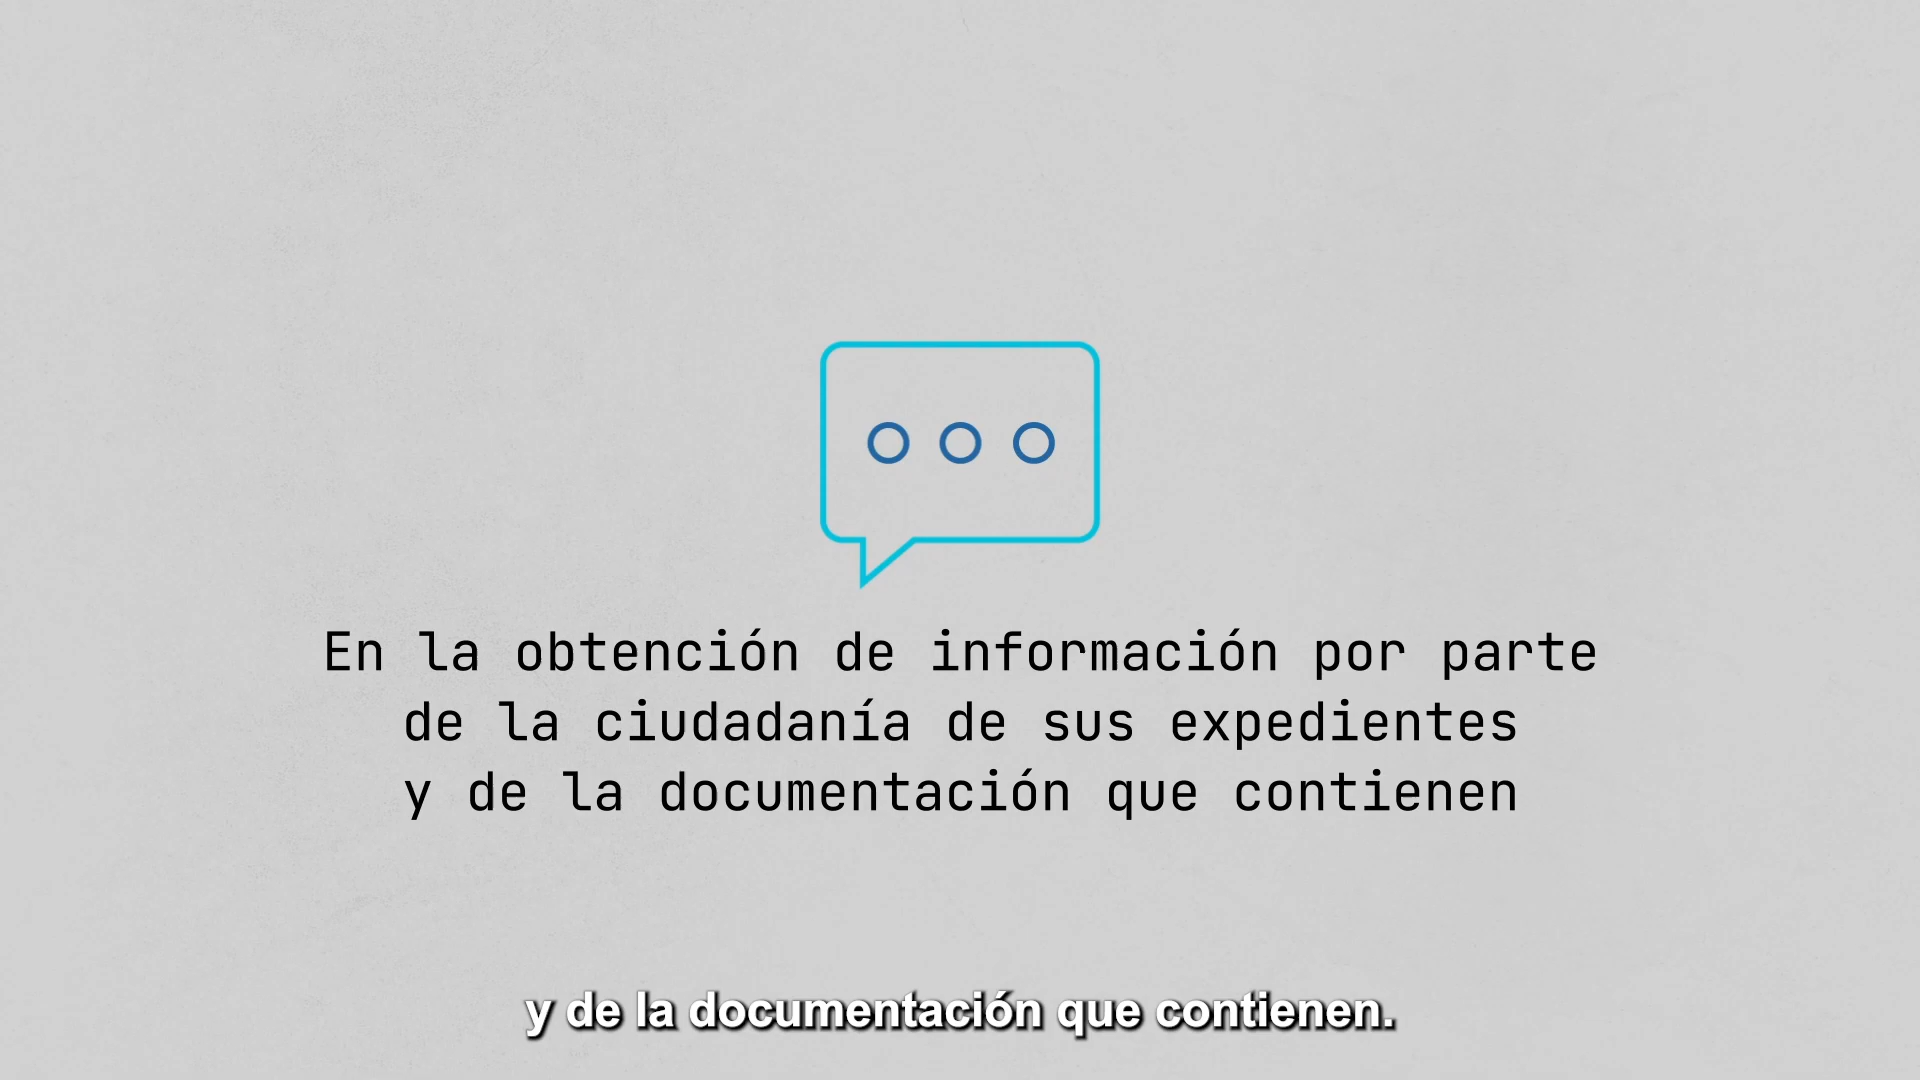 En la obtención de información por parte
de la ciudadanía de sus expedientes
y de la documentación que contienen
y de la documentación que contienen.